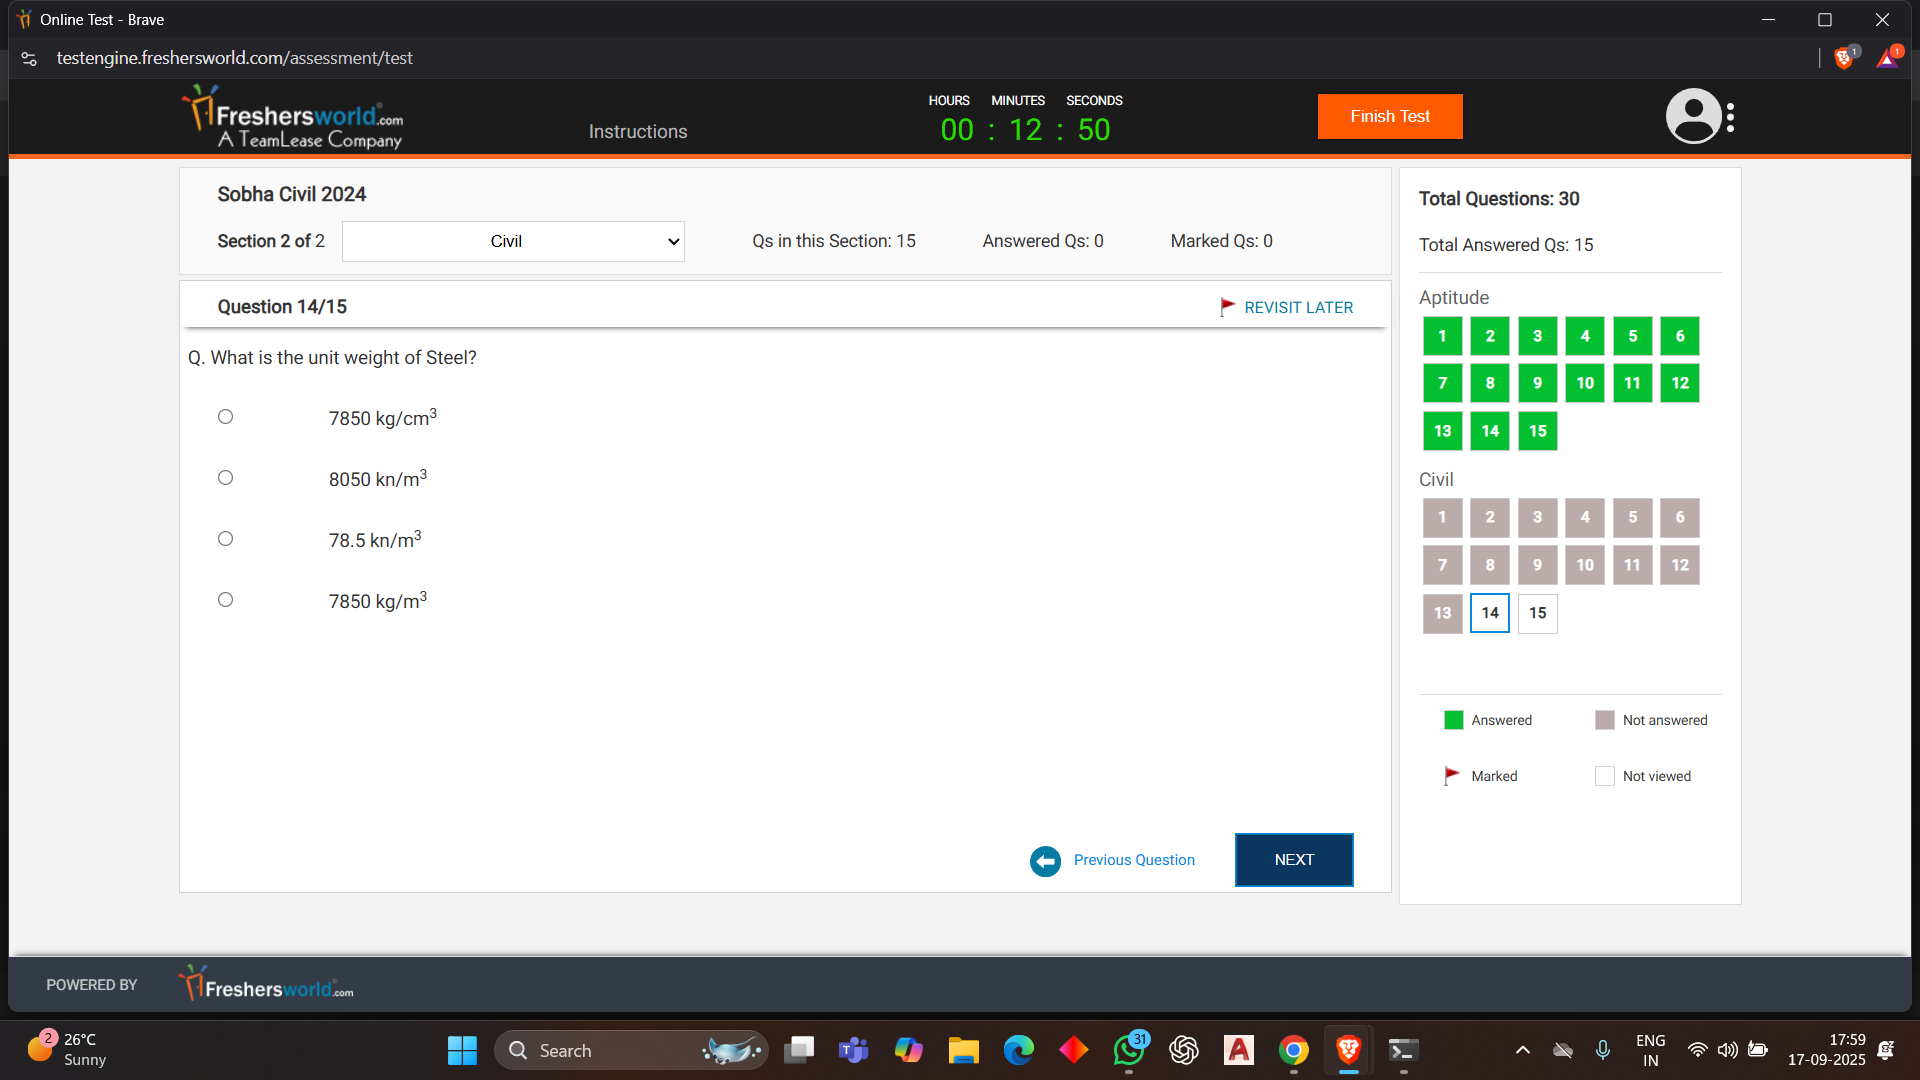 Online Test - Brave
testengine.freshersworld.com/assessment/test
1
1
Freshersworld.com
A TeamLease Company
Instructions
HOURS MINUTES SECONDS
00 : 12 : 50
Finish Test
Sobha Civil 2024
Section 2 of 2
Civil
Qs in this Section: 15
Answered Qs: 0
Marked Qs: 0
Question 14/15
REVISIT LATER
Q. What is the unit weight of Steel?
7850 kg/cm³
8050 kn/m³
78.5 kn/m³
7850 kg/m³
Previous Question
NEXT
Total Questions: 30
Total Answered Qs: 15
Aptitude
1 2 3 4 5 6
7 8 9 10 11 12
13 14 15
Civil
1 2 3 4 5 6
7 8 9 10 11 12
13 14 15
Answered
Not answered
Marked
Not viewed
POWERED BY
Freshersworld.com
2
26°C
Sunny
Search
T
31
A
ENG
IN
17:59
17-09-2025